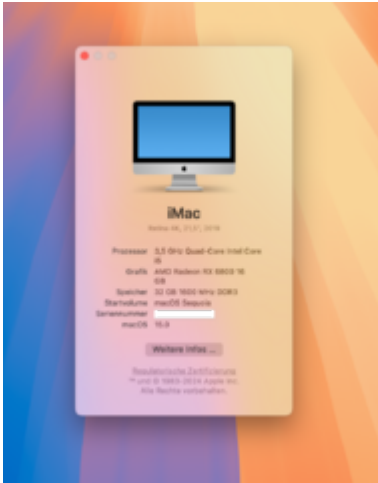 iMac
Retina 4K, 21,5", 2019
Prozessor 3,5 GHz Quad-Core Intel Core
i5
Grafik AMD Radeon RX 6600 16
GB
Speicher 32 GB 1600 MHz DDR3
Startvolume macOS Sequoia
Seriennummer
macOS 15.0
Weitere Infos ...
Regulatorische Zertifizierung
™ und © 1983-2024 Apple Inc.
Alle Rechte vorbehalten.